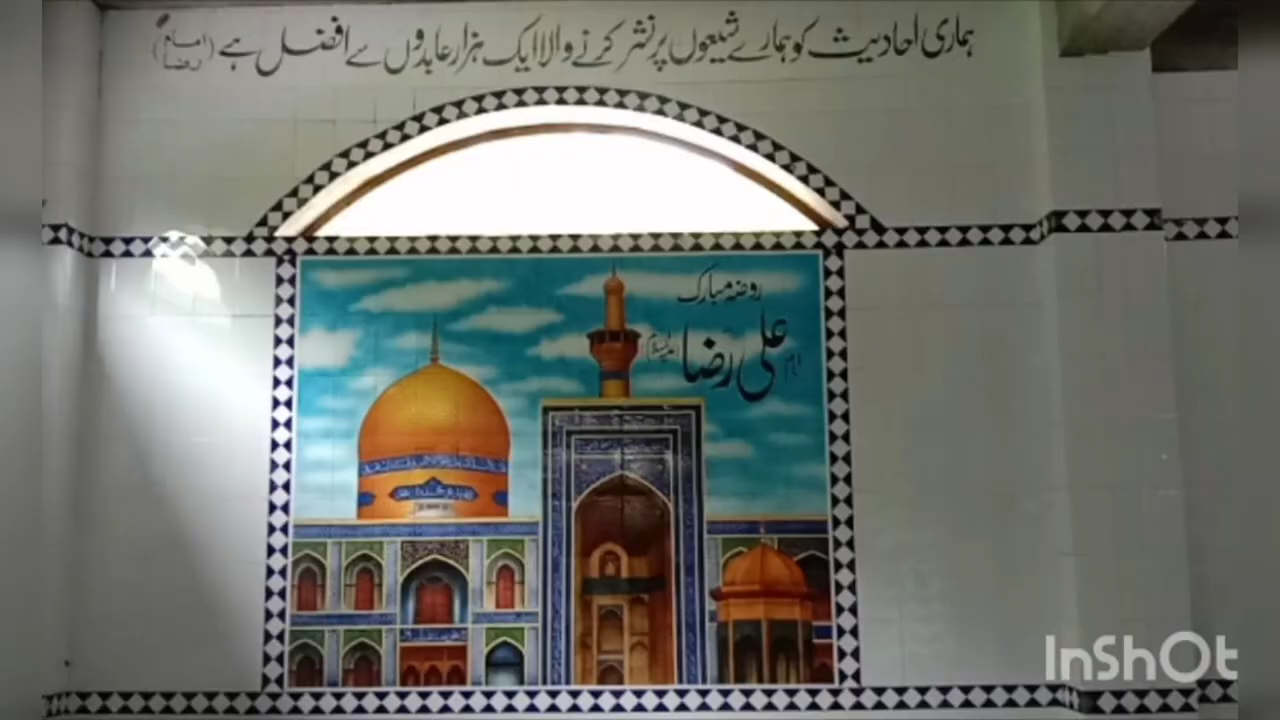 ہماری احادیث کو ہمارے شیعوں پر نشر کرنے والا ایک ہزار عابدوں سے افضل ہے (امام رضا)
روضہ مبارک
امام علی رضا علیہ السلام
InShOt